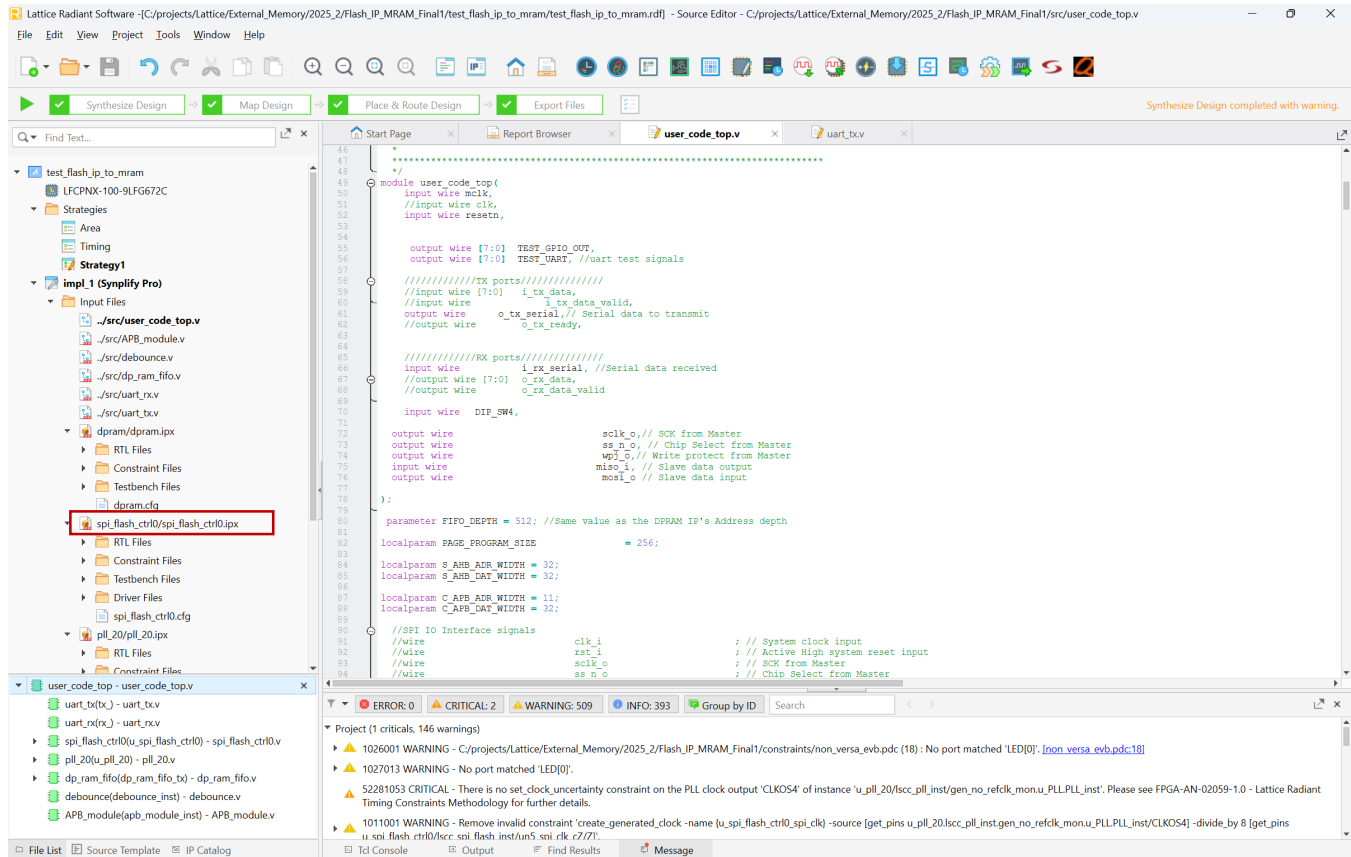 Lattice Radiant Software -[C:/projects/Lattice/External_Memory/2025_2/Flash_IP_MRAM_Final1/test_flash_ip_to_mram/test_flash_ip_to_mram.rdf] - Source Editor - C:/projects/Lattice/External_Memory/2025_2/Flash_IP_MRAM_Final1/src/user_code_top.v
File Edit View Project Tools Window Help
Synthesize Design Map Design Place & Route Design Export Files Synthesize Design completed with warning.
Find Text...
test_flash_ip_to_mram
LFCPNX-100-9LFG672C
Strategies
Area
Timing
Strategy1
impl_1 (Synplify Pro)
Input Files
../src/user_code_top.v
../src/APB_module.v
../src/debounce.v
../src/dp_ram_fifo.v
../src/uart_rx.v
../src/uart_tx.v
dpram/dpram.ipx
RTL Files
Constraint Files
Testbench Files
dpram.cfg
spi_flash_ctrl0/spi_flash_ctrl0.ipx
RTL Files
Constraint Files
Testbench Files
Driver Files
spi_flash_ctrl0.cfg
pll_20/pll_20.ipx
RTL Files
Constraint Files
user_code_top - user_code_top.v
uart_tx(tx_) - uart_tx.v
uart_rx(rx_) - uart_rx.v
spi_flash_ctrl0(u_spi_flash_ctrl0) - spi_flash_ctrl0.v
pll_20(u_pll_20) - pll_20.v
dp_ram_fifo(dp_ram_fifo_tx) - dp_ram_fifo.v
debounce(debounce_inst) - debounce.v
APB_module(apb_module_inst) - APB_module.v
File List Source Template IP Catalog
Start Page Report Browser user_code_top.v uart_tx.v
46 *
47 ******************************************************************************
48 */
49 module user_code_top(
50 input wire mclk,
51 //input wire clk,
52 input wire resetn,
53
54
55 output wire [7:0] TEST_GPIO_OUT,
56 output wire [7:0] TEST_UART, //uart test signals
57
58 /////////////TX ports///////////////
59 //input wire [7:0] i_tx_data,
60 //input wire i_tx_data_valid,
61 output wire o_tx_serial,// Serial data to transmit
62 //output wire o_tx_ready,
63
64
65 /////////////RX ports///////////////
66 input wire i_rx_serial, //Serial data received
67 //output wire [7:0] o_rx_data,
68 //output wire o_rx_data_valid
69
70 input wire DIP_SW4,
71
72 output wire sclk_o,// SCK from Master
73 output wire ss_n_o, // Chip Select from Master
74 output wire wpj_o,// Write protect from Master
75 input wire miso_i, // Slave data output
76 output wire mosi_o // Slave data input
77
78 );
79
80 parameter FIFO_DEPTH = 512; //Same value as the DPRAM IP's Address depth
81
82 localparam PAGE_PROGRAM_SIZE = 256;
83
84 localparam S_AHB_ADR_WIDTH = 32;
85 localparam S_AHB_DAT_WIDTH = 32;
86
87 localparam C_APB_ADR_WIDTH = 11;
88 localparam C_APB_DAT_WIDTH = 32;
89
90 //SPI IO Interface signals
91 //wire clk_i ; // System clock input
92 //wire rst_i ; // Active High system reset input
93 //wire sclk_o ; // SCK from Master
94 //wire ss_n_o ; // Chip Select from Master
ERROR: 0 CRITICAL: 2 WARNING: 509 INFO: 393 Group by ID Search
Project (1 criticals, 146 warnings)
1026001 WARNING - C:/projects/Lattice/External_Memory/2025_2/Flash_IP_MRAM_Final1/constraints/non_versa_evb.pdc (18) : No port matched 'LED[0]'. [non_versa_evb.pdc:18]
1027013 WARNING - No port matched 'LED[0]'.
52281053 CRITICAL - There is no set_clock_uncertainty constraint on the PLL clock output 'CLKOS4' of instance 'u_pll_20/lscc_pll_inst/gen_no_refclk_mon.u_PLL.PLL_inst'. Please see FPGA-AN-02059-1.0 - Lattice Radiant
Timing Constraints Methodology for further details.
1011001 WARNING - Remove invalid constraint 'create_generated_clock -name {u_spi_flash_ctrl0_spi_clk} -source [get_pins u_pll_20.lscc_pll_inst.gen_no_refclk_mon.u_PLL.PLL_inst/CLKOS4] -divide_by 8 [get_pins
u_spi_flash_ctrl0/lscc_spi_flash_inst/un5_spi_clk_cZ/Z]'.
Tcl Console Output Find Results Message